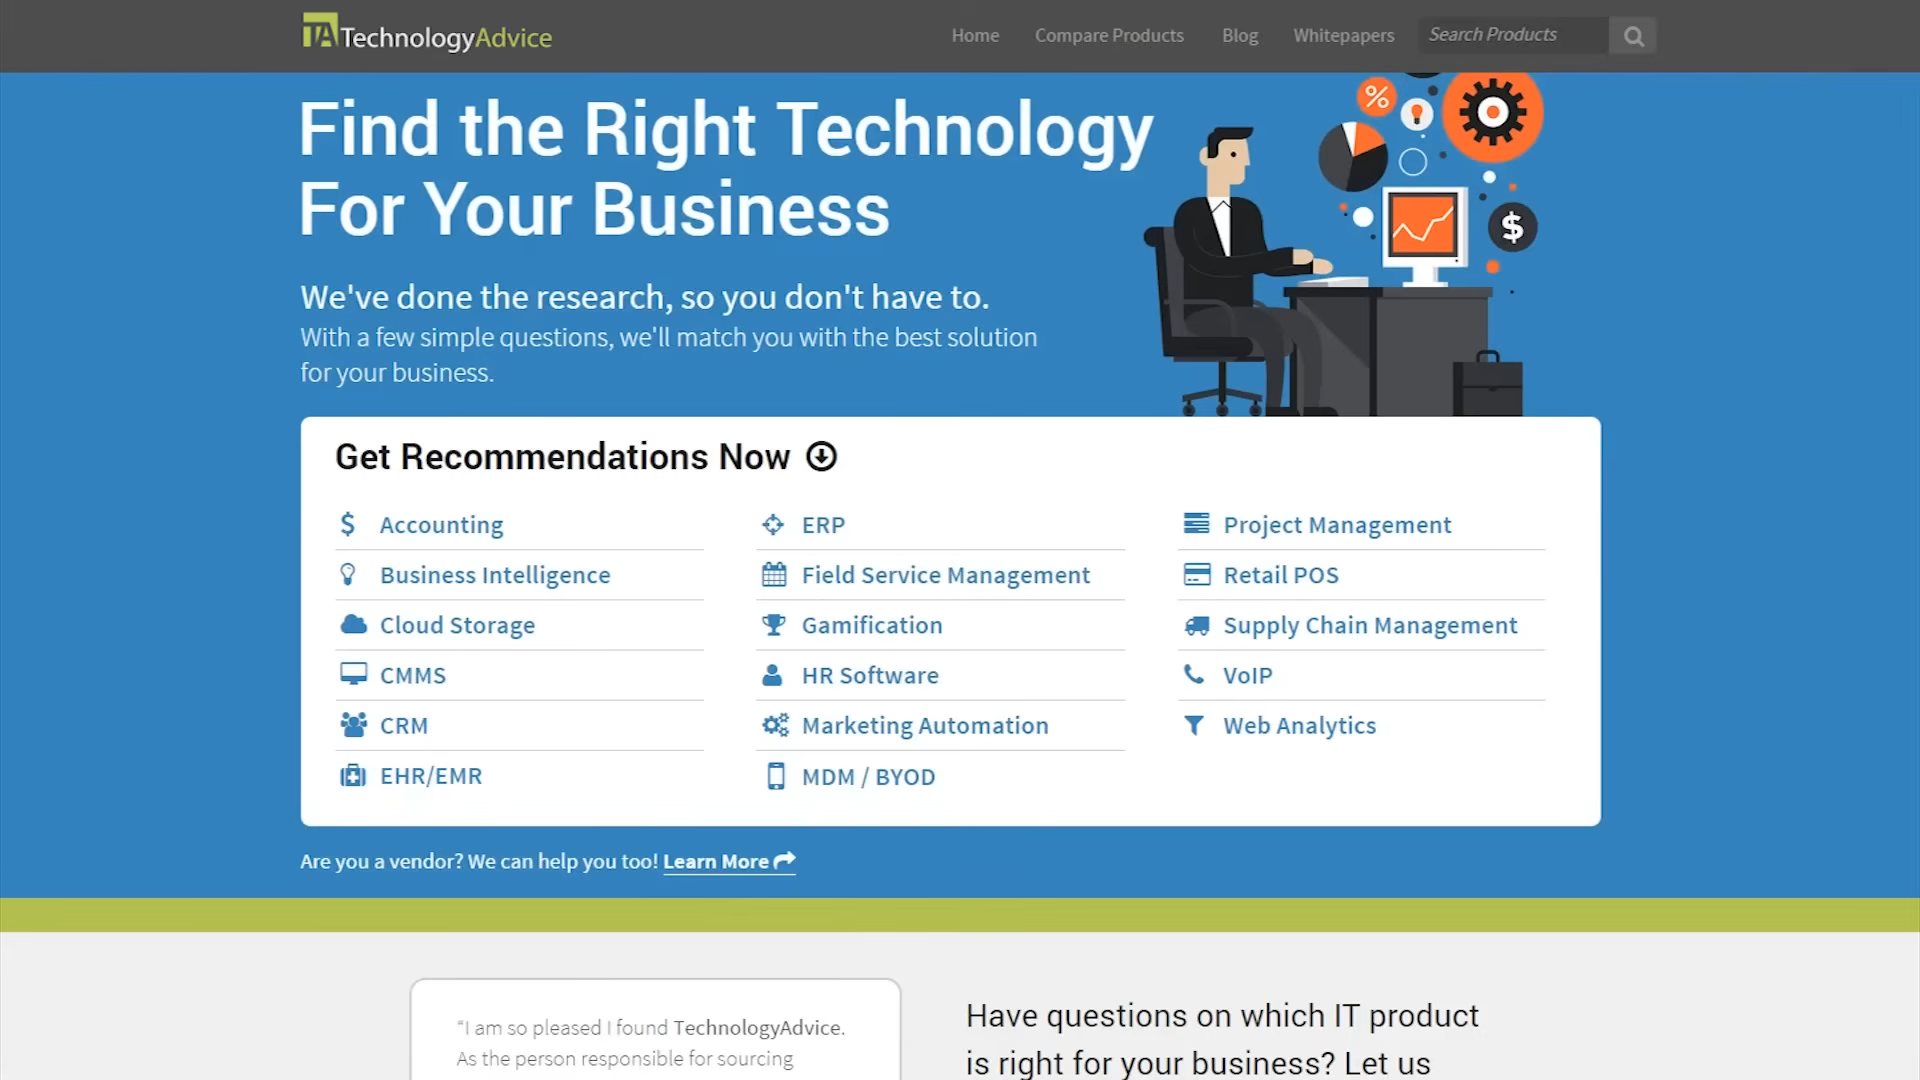 TA TechnologyAdvice
Home Compare Products Blog Whitepapers Search Products
Find the Right Technology
For Your Business
%
$
We've done the research, so you don't have to.
With a few simple questions, we'll match you with the best solution
for your business.
Get Recommendations Now
$ Accounting
Business Intelligence
Cloud Storage
CMMS
CRM
EHR/EMR
ERP
Field Service Management
Gamification
HR Software
Marketing Automation
MDM / BYOD
Project Management
Retail POS
Supply Chain Management
VoIP
Web Analytics
Are you a vendor? We can help you too! Learn More
“I am so pleased I found TechnologyAdvice.
As the person responsible for sourcing
Have questions on which IT product
is right for your business? Let us